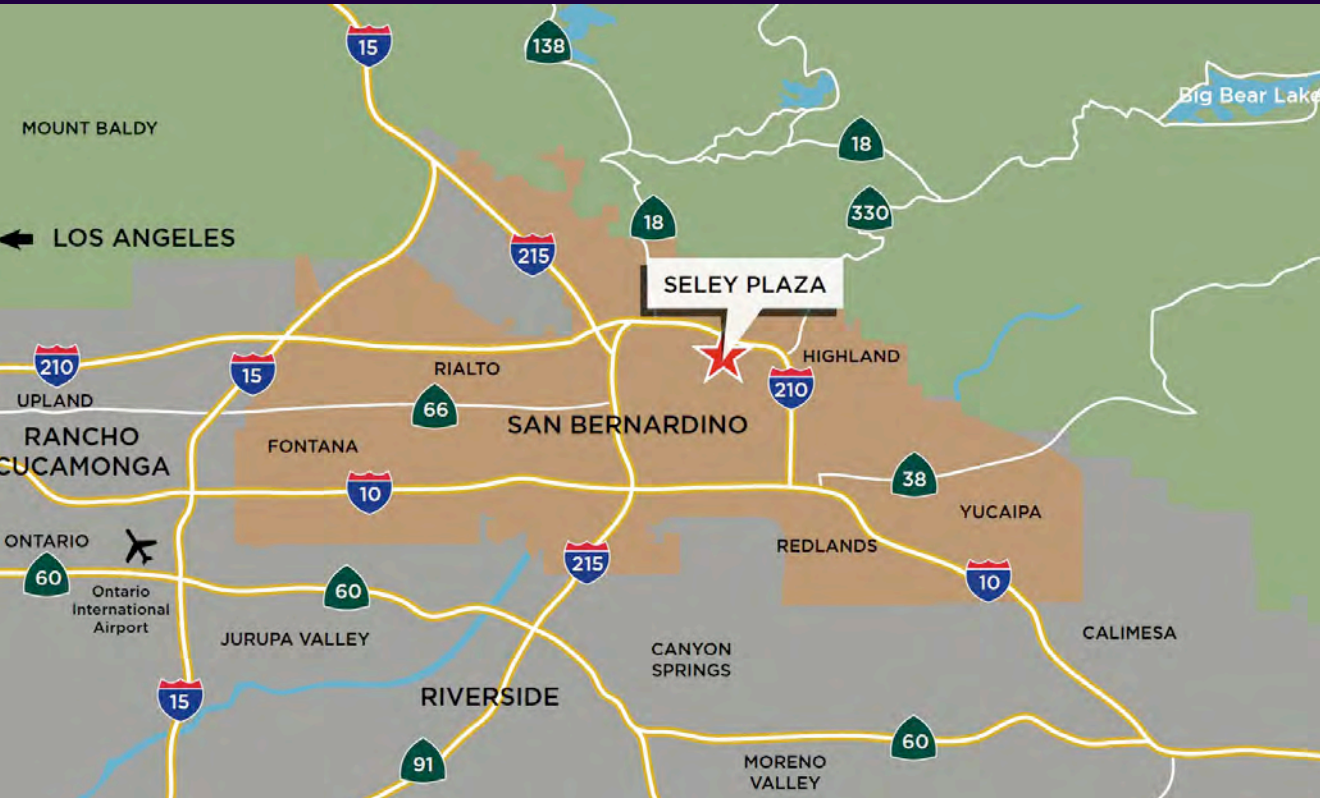 15
138
MOUNT BALDY
Big Bear Lake
18
330
18
LOS ANGELES
215
SELEY PLAZA
210
15
RIALTO
HIGHLAND
210
UPLAND
66
RANCHO
CUCAMONGA
SAN BERNARDINO
FONTANA
10
38
YUCAIPA
ONTARIO
REDLANDS
60
215
10
60
Ontario
International
Airport
JURUPA VALLEY
CALIMESA
CANYON
SPRINGS
15
RIVERSIDE
60
91
MORENO
VALLEY